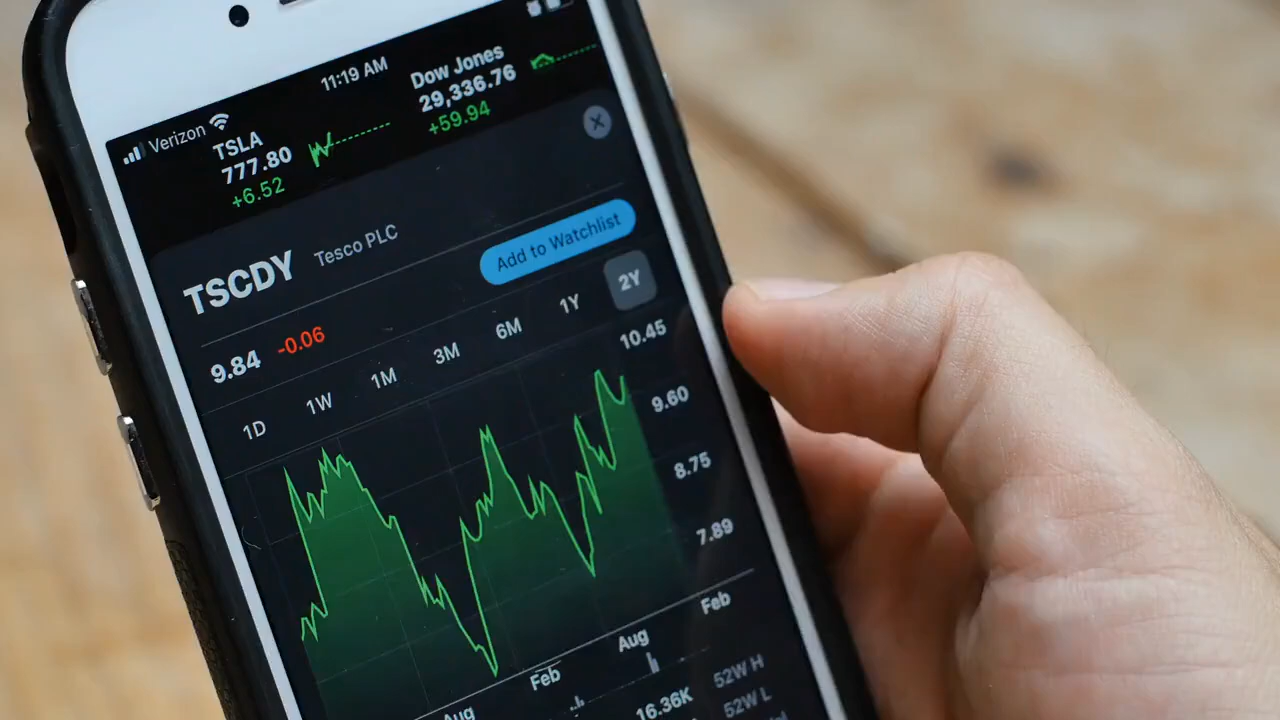 11:19 AM
Verizon
TSLA
777.80
+6.52
Dow Jones
29,336.76
+59.94
TSCDY Tesco PLC
Add to Watchlist
9.84 -0.06
1D 1W 1M 3M 6M 1Y 2Y
10.45
9.60
8.75
7.89
Aug Feb Aug Feb
16.36K
52W H
52W L